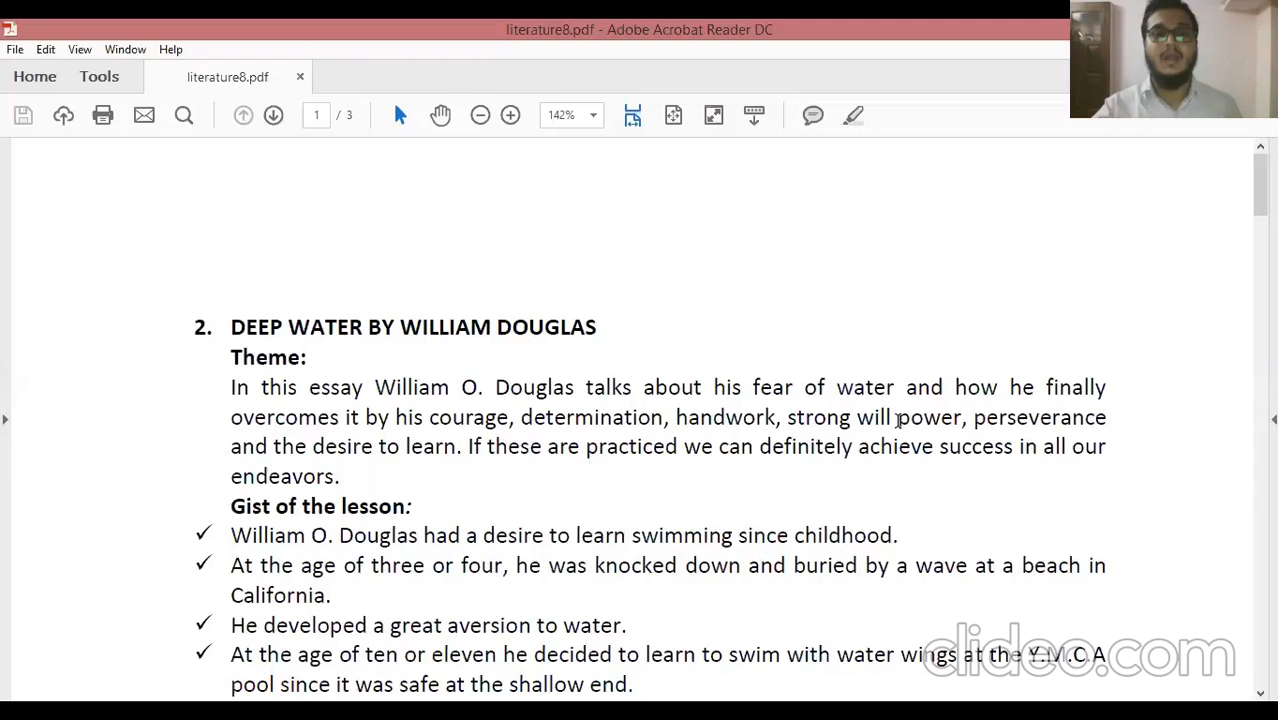 literature8.pdf - Adobe Acrobat Reader DC
File Edit View Window Help
Home Tools literature8.pdf ×
1 / 3 142%
2. DEEP WATER BY WILLIAM DOUGLAS
Theme:
In this essay William O. Douglas talks about his fear of water and how he finally
overcomes it by his courage, determination, handwork, strong will power, perseverance
and the desire to learn. If these are practiced we can definitely achieve success in all our
endeavors.
Gist of the lesson:
✓ William O. Douglas had a desire to learn swimming since childhood.
✓ At the age of three or four, he was knocked down and buried by a wave at a beach in
California.
✓ He developed a great aversion to water.
✓ At the age of ten or eleven he decided to learn to swim with water wings at the Y.M.C.A
pool since it was safe at the shallow end.
clideo.com